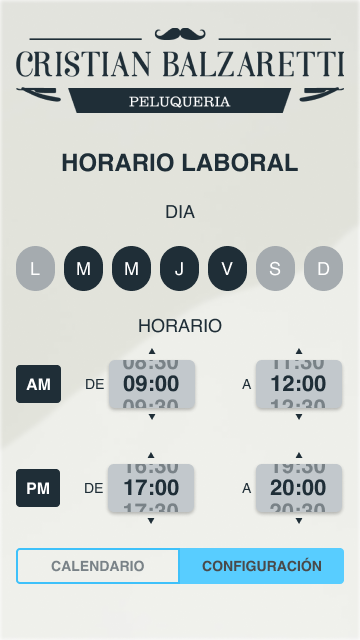 CRISTIAN BALZARETTI
PELUQUERIA
HORARIO LABORAL
DIA
L M M J V S D
HORARIO
08:30 11:30
AM DE 09:00 A 12:00
09:30 12:30
16:30 19:30
PM DE 17:00 A 20:00
17:30 20:30
CALENDARIO CONFIGURACIÓN